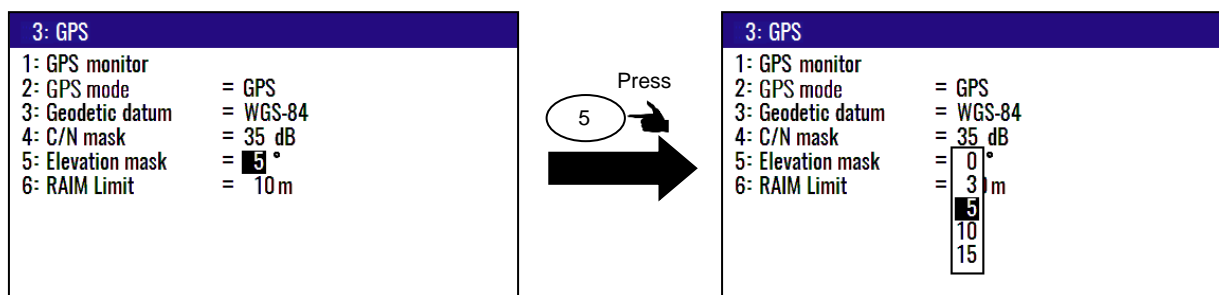 3: GPS
1: GPS monitor
2: GPS mode = GPS
3: Geodetic datum = WGS-84
4: C/N mask = 35 dB
5: Elevation mask = 5 °
6: RAIM Limit = 10 m
Press
5
3: GPS
1: GPS monitor
2: GPS mode = GPS
3: Geodetic datum = WGS-84
4: C/N mask = 35 dB
5: Elevation mask = 0 °
6: RAIM Limit = 3 m
5
10
15